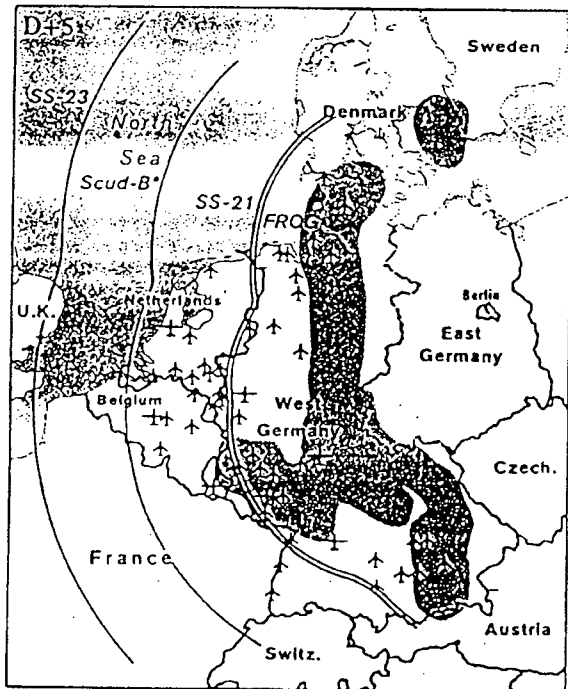 D+5
Sweden
SS-23
Denmark
North
Sea
Scud-B*
SS-21
FROG
U.K.
Netherlands
Berlin
East
Germany
Belgium
West
Germany
Czech.
France
Austria
Switz.